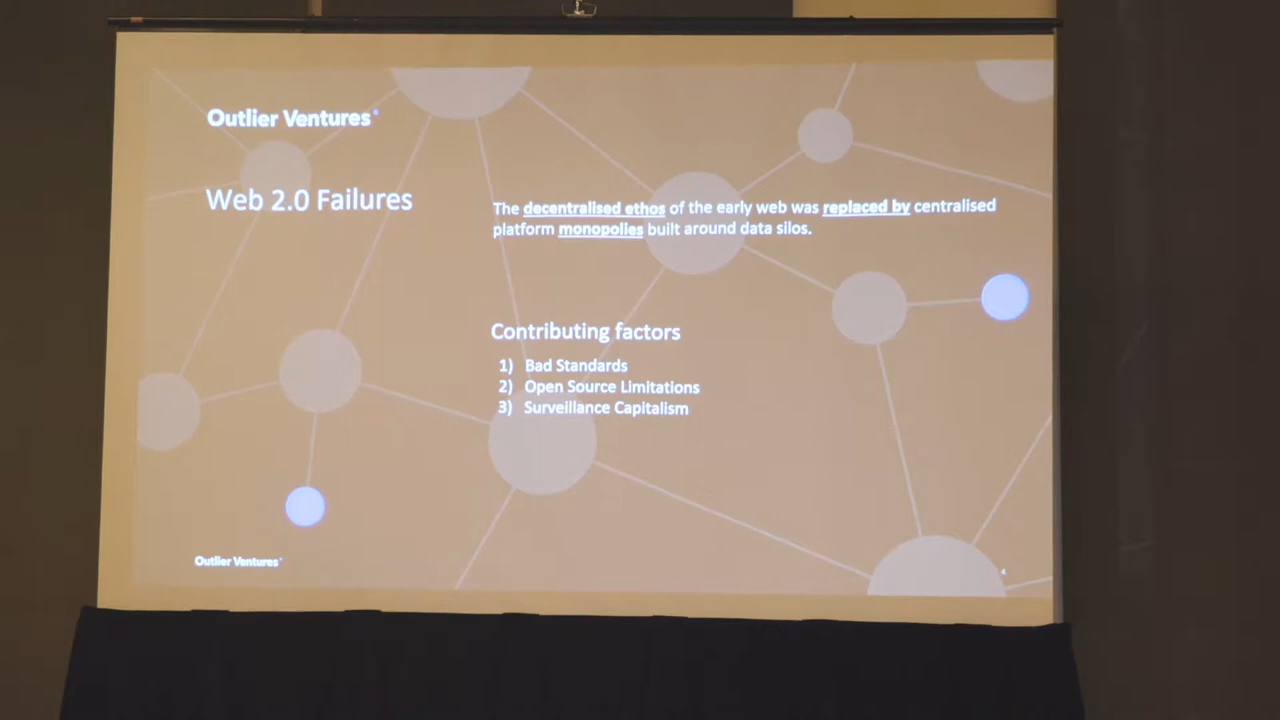 Outlier Ventures
Web 2.0 Failures
The decentralised ethos of the early web was replaced by centralised
platform monopolies built around data silos.
Contributing factors
1) Bad Standards
2) Open Source Limitations
3) Surveillance Capitalism
Outlier Ventures
4